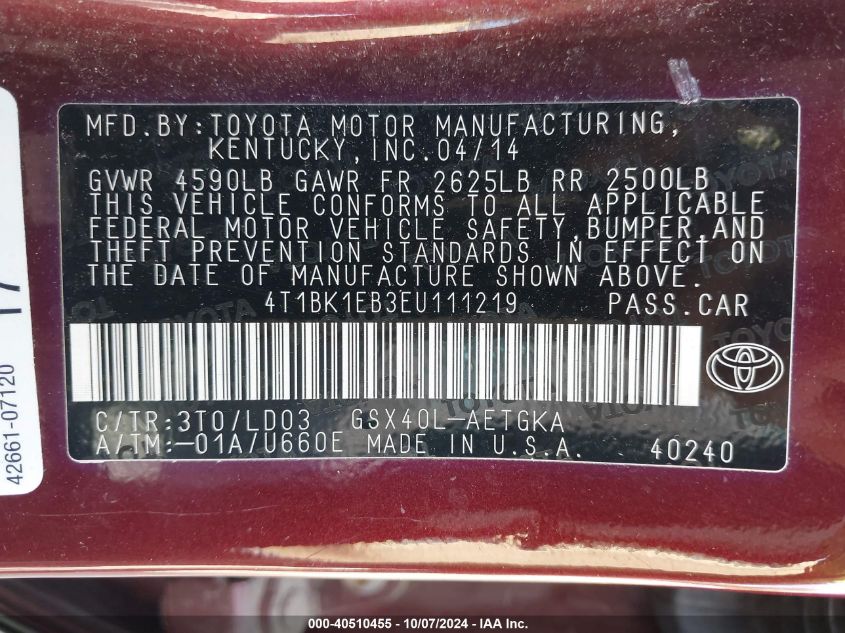 MFD.BY:TOYOTA MOTOR MANUFACTURING,
KENTUCKY,INC.04/14
GVWR 4590LB GAWR FR 2625LB RR 2500LB
THIS VEHICLE CONFORMS TO ALL APPLICABLE
FEDERAL MOTOR VEHICLE SAFETY,BUMPER,AND
THEFT PREVENTION STANDARDS IN EFFECT ON
THE DATE OF MANUFACTURE SHOWN ABOVE.
4T1BK1EB3EU111219 PASS.CAR
C/TR:3T0/LD03 GSX40L-AETGKA
A/TM:-01A/U660E MADE IN U.S.A. 40240
42661-07120
000-40510455 - 10/07/2024 - IAA Inc.